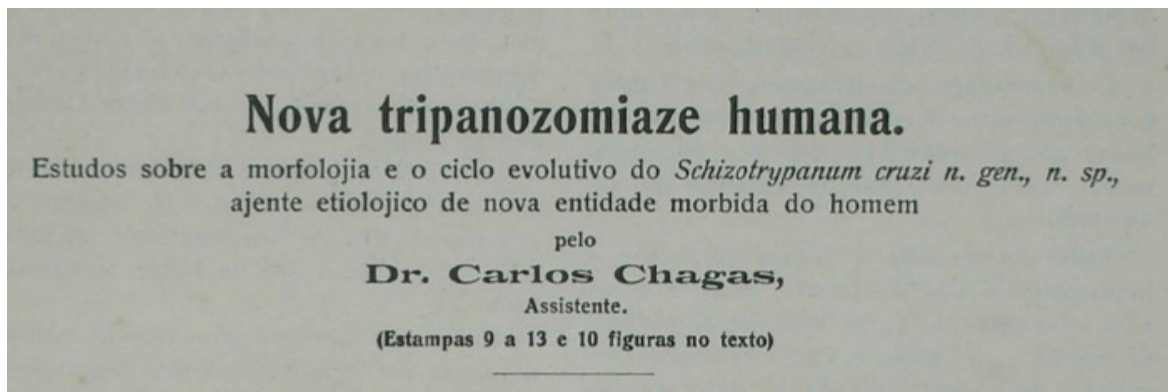 Nova tripanozomiaze humana.
Estudos sobre a morfolojia e o ciclo evolutivo do Schizotrypanum cruzi n. gen., n. sp.,
ajente etiolojico de nova entidade morbida do homem
pelo
Dr. Carlos Chagas,
Assistente.
(Estampas 9 a 13 e 10 figuras no texto)